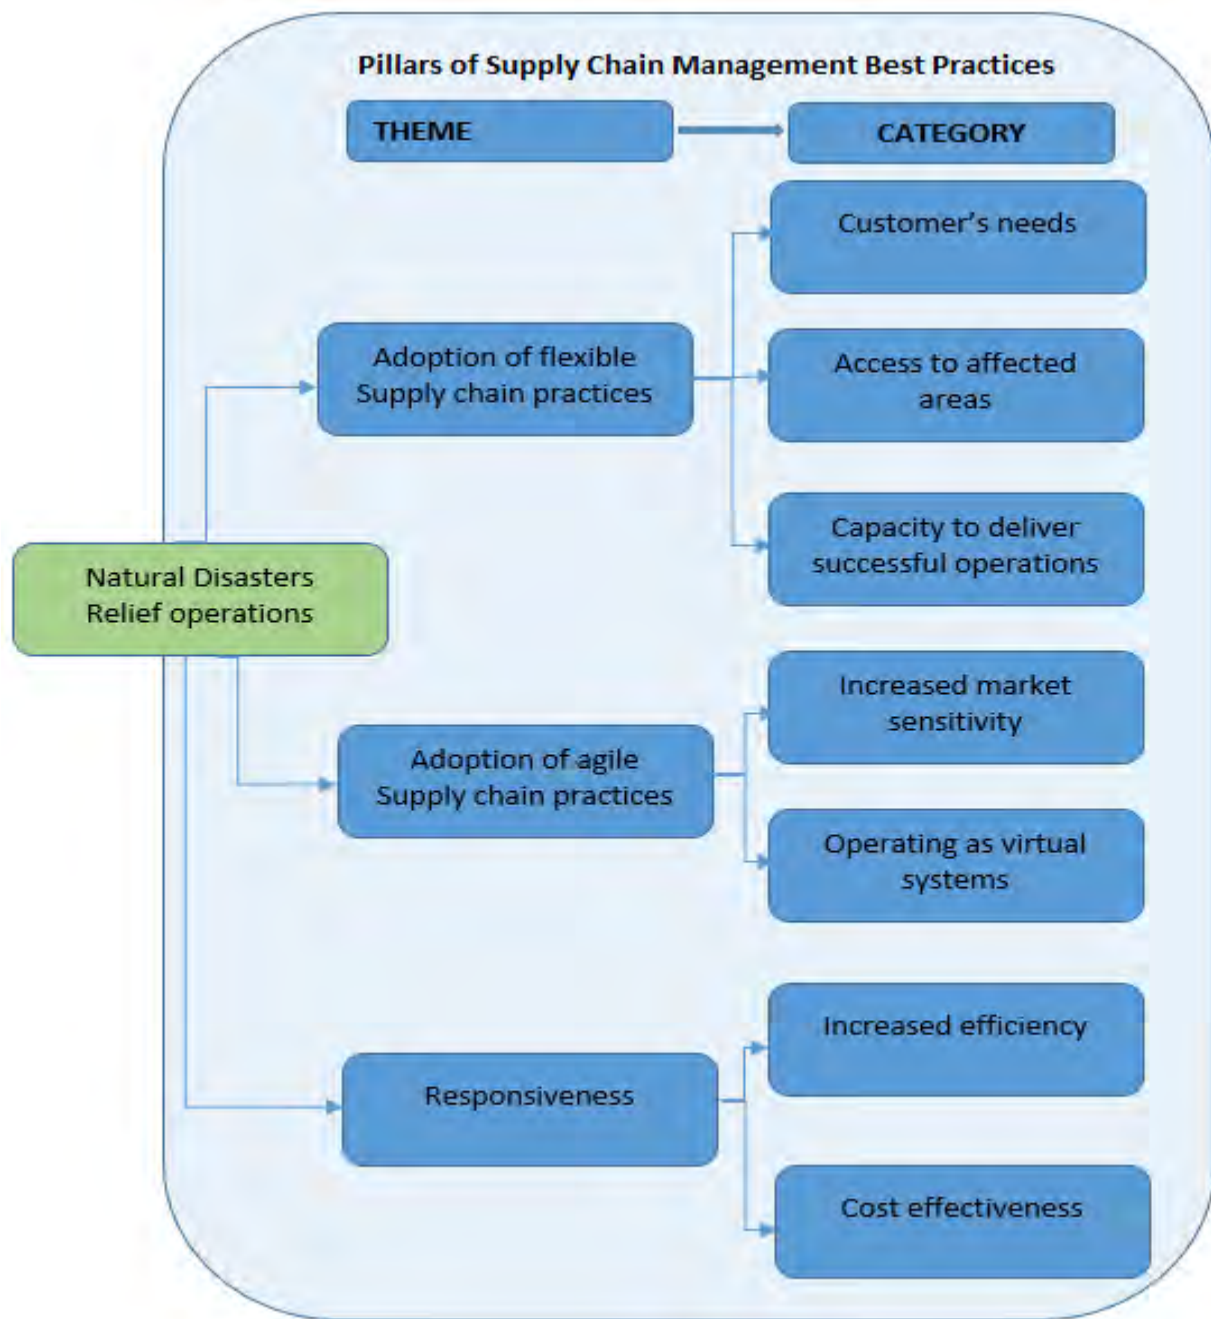 Pillars of Supply Chain Management Best Practices
THEME
CATEGORY
Customer's needs
Adoption of flexible
Supply chain practices
Access to affected
areas
Capacity to deliver
successful operations
Natural Disasters
Relief operations
Increased market
sensitivity
Adoption of agile
Supply chain practices
Operating as virtual
systems
Increased efficiency
Responsiveness
Cost effectiveness